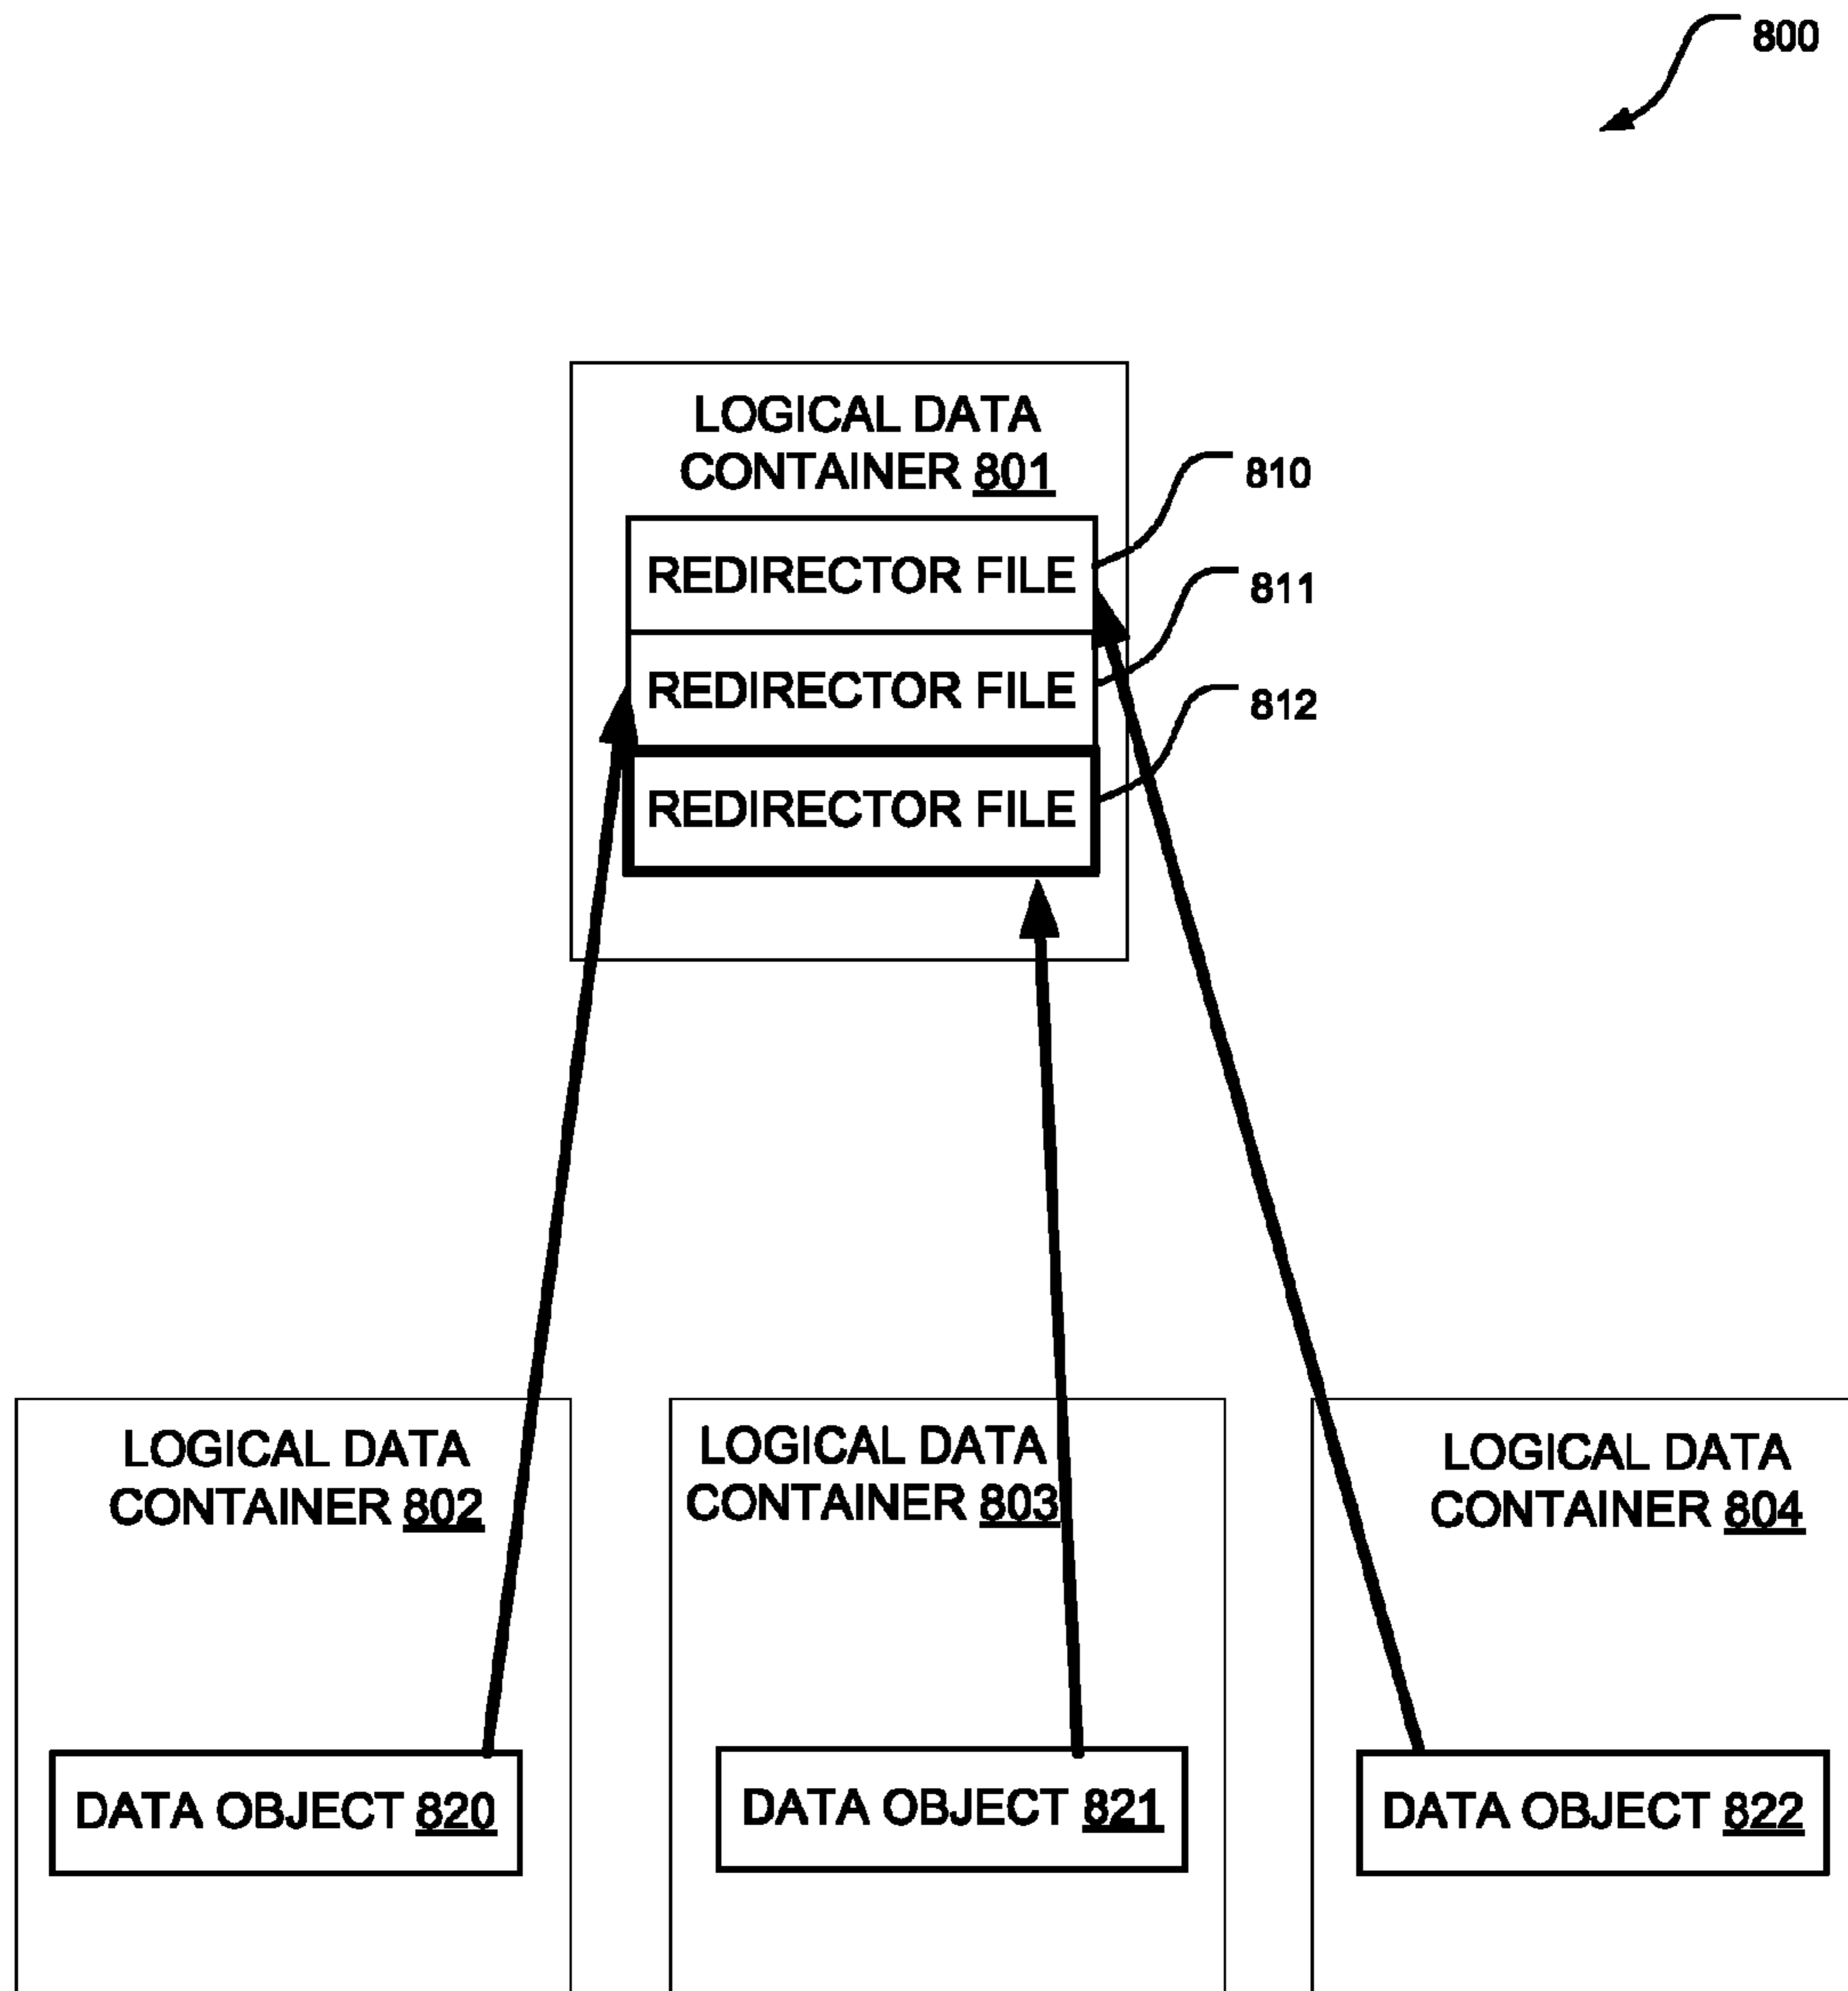 800
LOGICAL DATA
CONTAINER 801
810
REDIRECTOR FILE
811
REDIRECTOR FILE
812
REDIRECTOR FILE
LOGICAL DATA
CONTAINER 802
LOGICAL DATA
CONTAINER 803
LOGICAL DATA
CONTAINER 804
DATA OBJECT 820
DATA OBJECT 821
DATA OBJECT 822